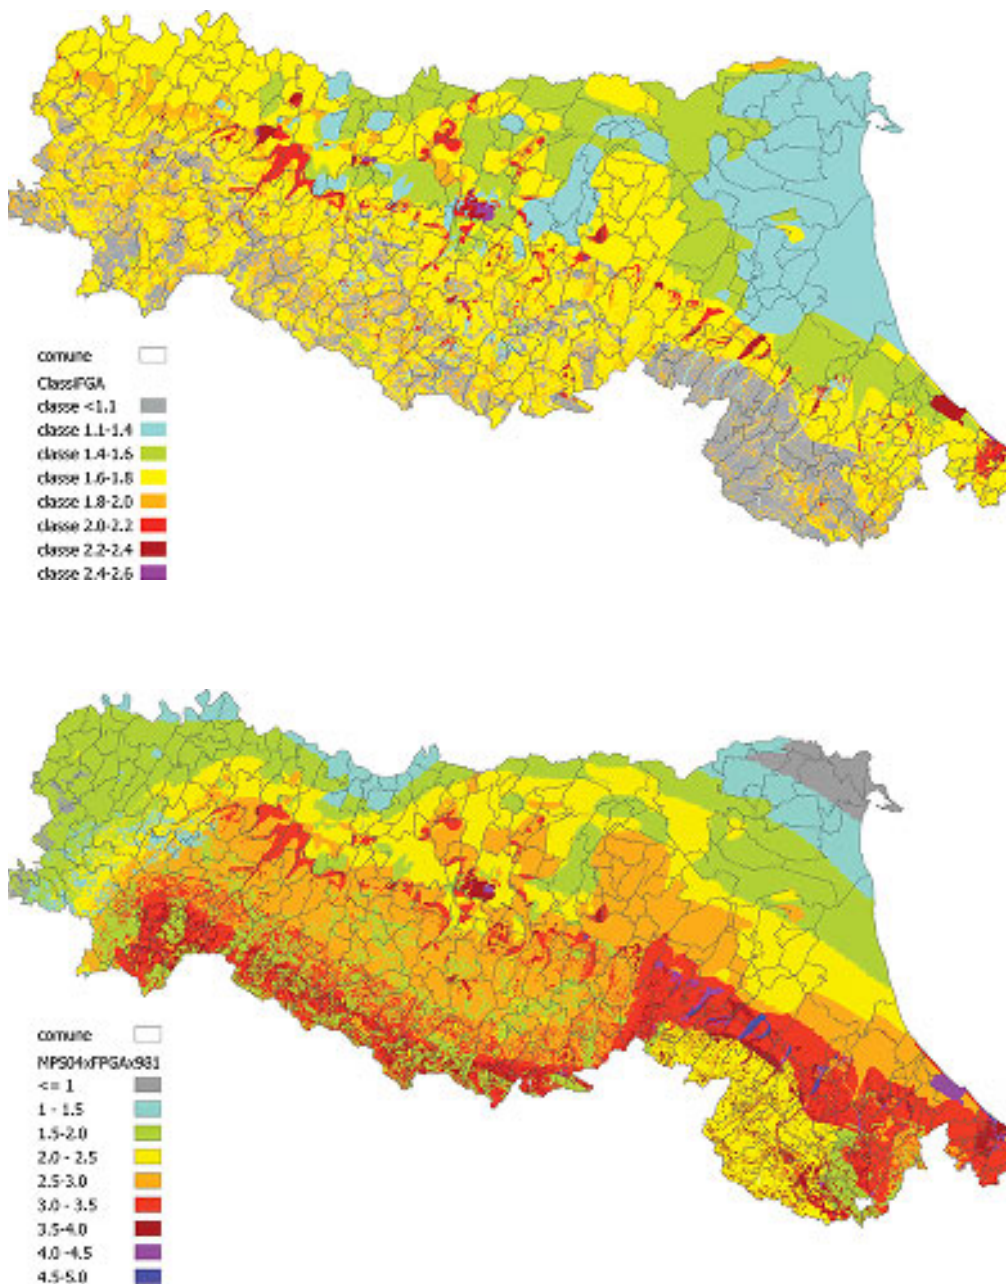 comune
ClassiFGA
classe <1.1
classe 1.1-1.4
classe 1.4-1.6
classe 1.6-1.8
classe 1.8-2.0
classe 2.0-2.2
classe 2.2-2.4
classe 2.4-2.6
comune
MPS04xFPGAx981
<= 1
1 - 1.5
1.5-2.0
2.0 - 2.5
2.5-3.0
3.0 - 3.5
3.5-4.0
4.0 -4.5
4.5-5.0